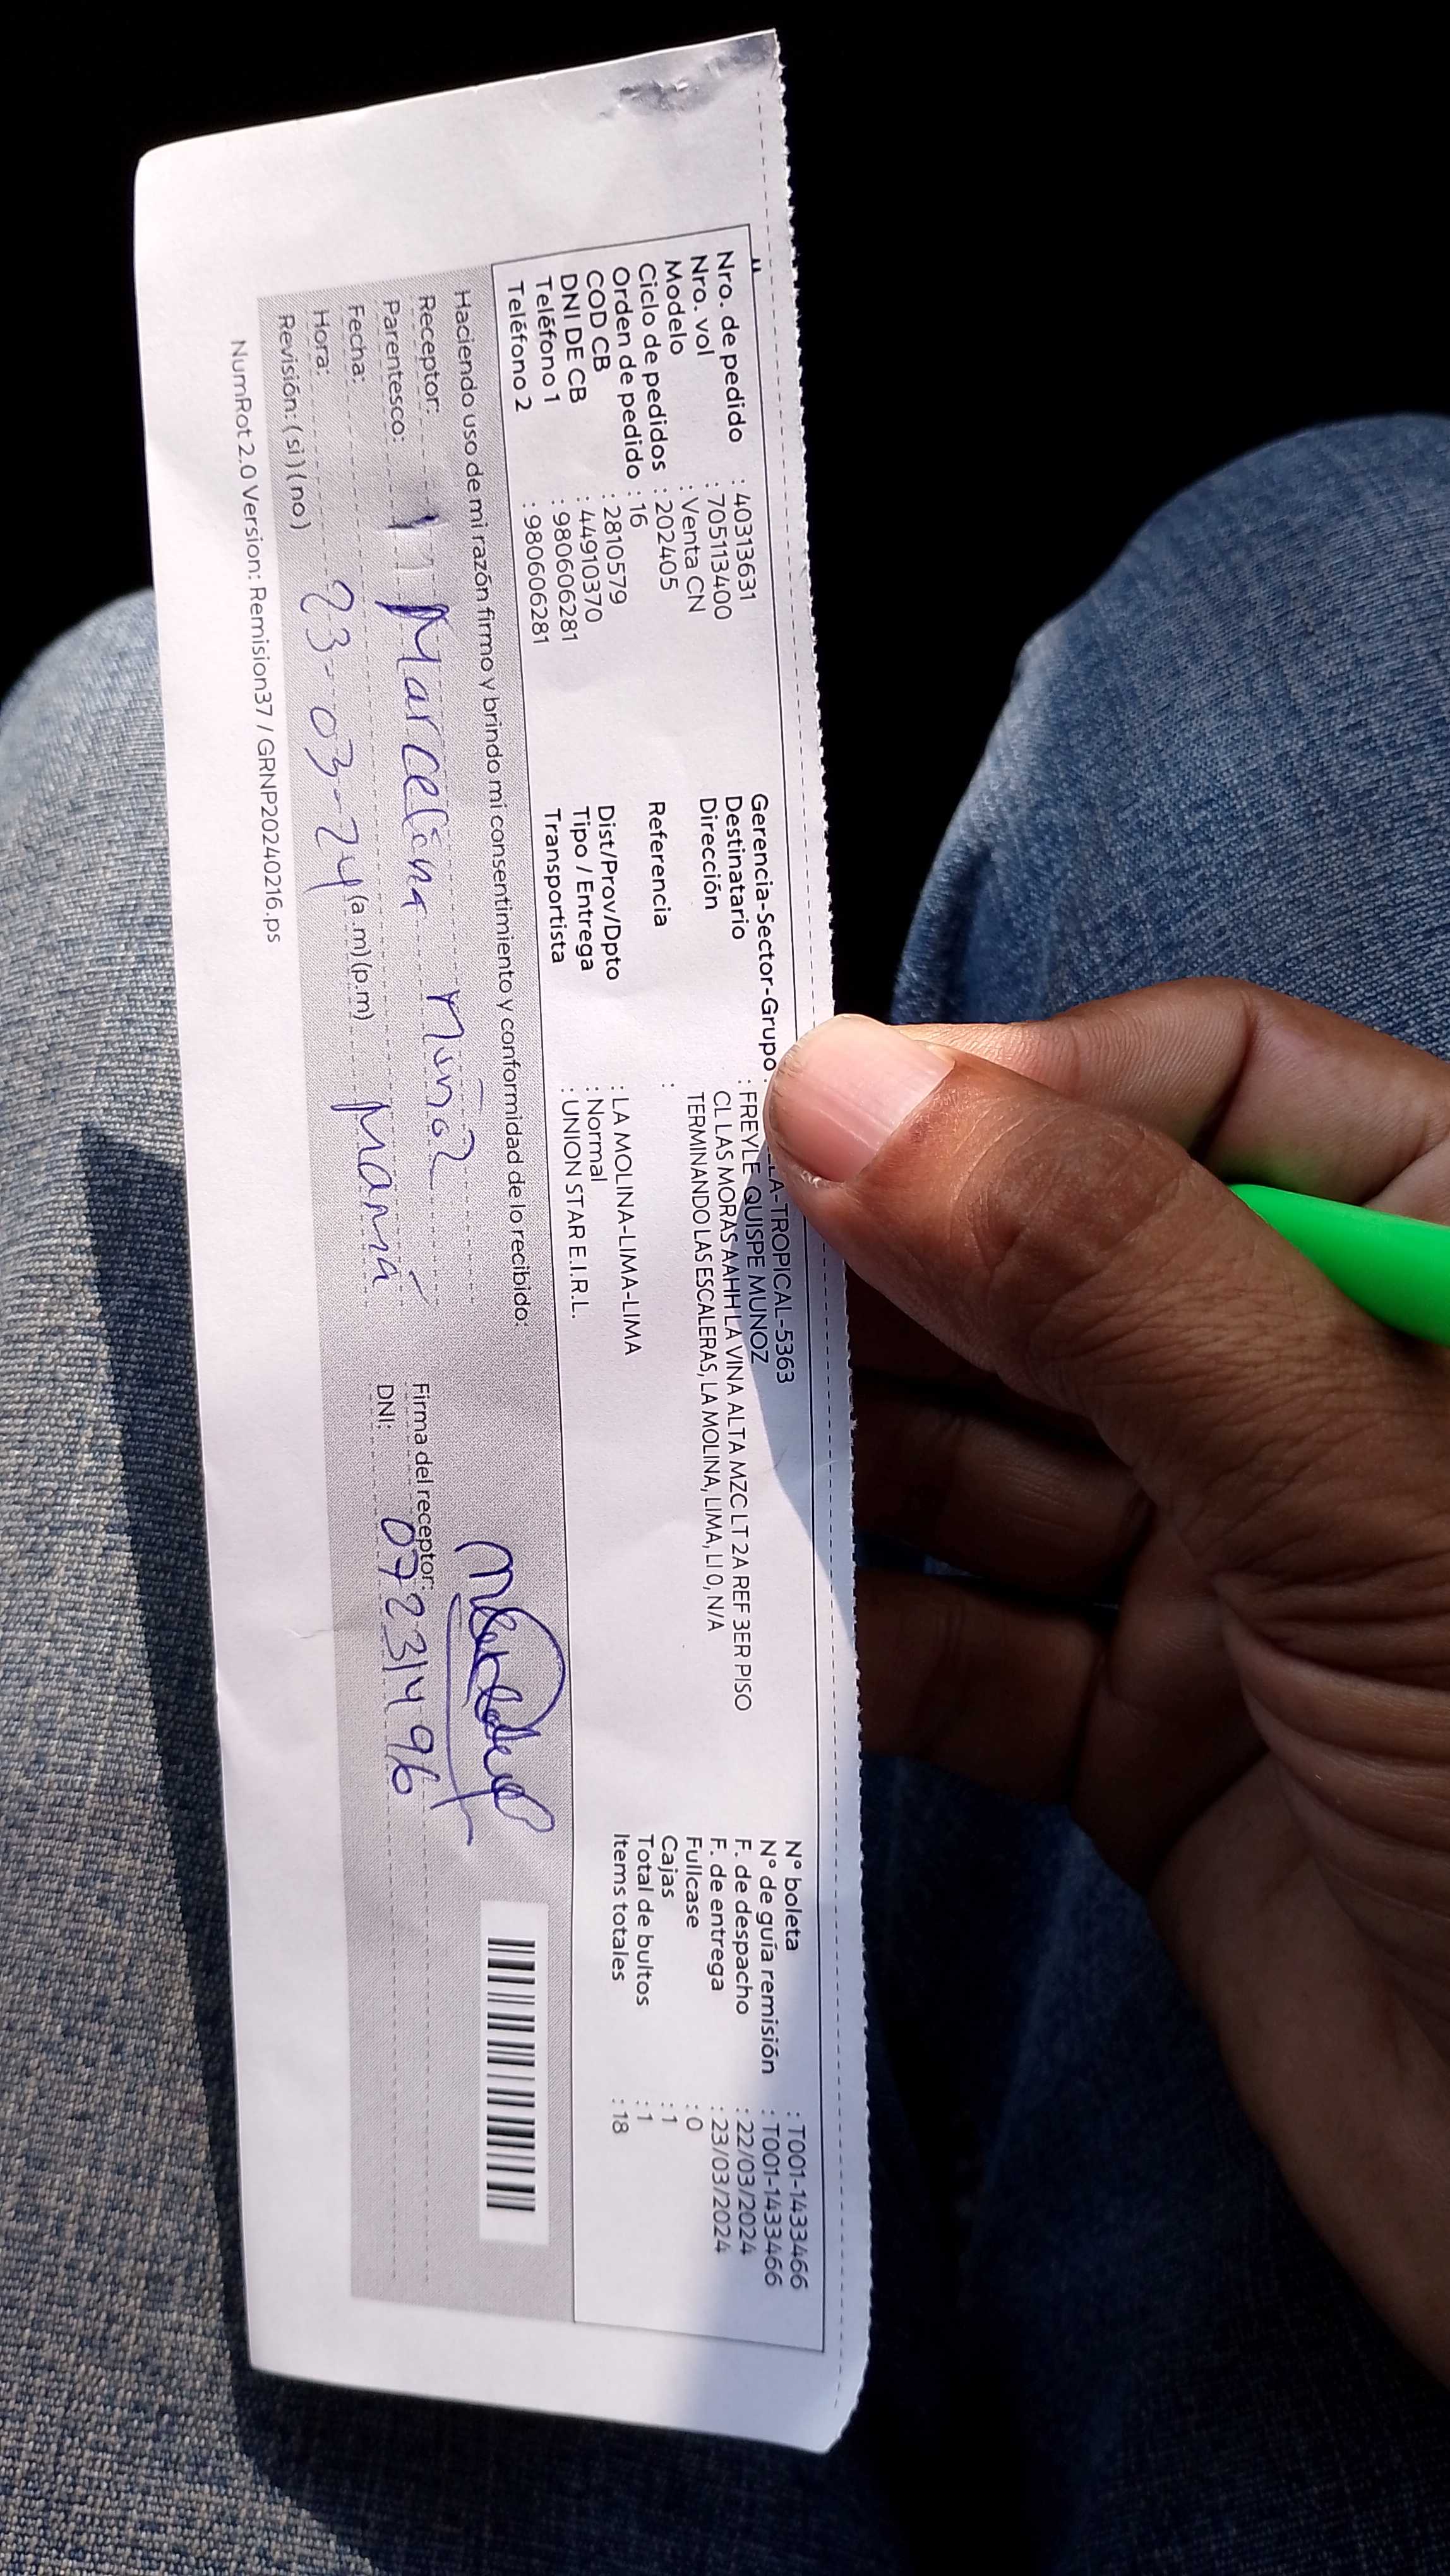 Nro. de pedido : 40313631
Nro. vol : 705113400
Modelo : Venta CN
Ciclo de pedidos : 202405
Orden de pedido : 16
COD CB : 2810579
DNI DE CB : 44910370
Teléfono 1 : 980606281
Teléfono 2 : 980606281
Gerencia-Sector-Grupo : LA-TROPICAL-5363
Destinatario : FREYLE QUISPE MUNOZ
Dirección CL LAS MORAS AAHH LA VINA ALTA MZC LT 2A REF 3ER PISO
TERMINANDO LAS ESCALERAS, LA MOLINA, LIMA, LI 0, N/A
Referencia :
Dist/Prov/Dpto : LA MOLINA-LIMA-LIMA
Tipo / Entrega : Normal
Transportista : UNION STAR E.I.R.L.
N° boleta : T001-1433466
N° de guía remisión : T001-1433466
F. de despacho : 22/03/2024
F. de entrega : 23/03/2024
Fullcase : 0
Cajas : 1
Total de bultos : 1
Items totales : 18
Haciendo uso de mi razón firmo y brindo mi consentimiento y conformidad de lo recibido:
Receptor: Marcelina
Parentesco: Mamá
Fecha: 23-03-24
Hora: (a.m)(p.m)
Revisión: (si)(no)
Firma del receptor:
DNI: 07231496
NumRot 2.0 Version: Remision37 / GRNP20240216.ps